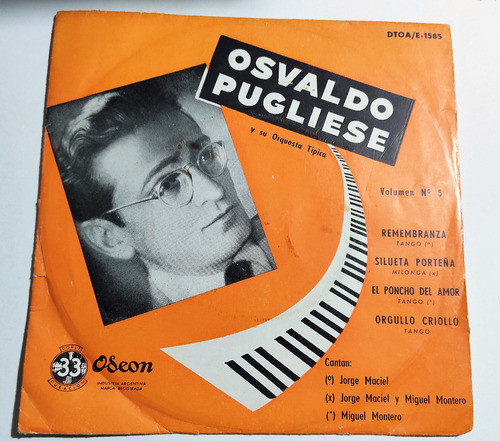 DTOA/E-1585
OSVALDO
PUGLIESE
y su Orquesta Típica
Volumen Nº 5
REMEMBRANZA
TANGO (*)
SILUETA PORTEÑA
MILONGA (x)
EL PONCHO DEL AMOR
TANGO (º)
ORGULLO CRIOLLO
TANGO
33
Odeon
INDUSTRIA ARGENTINA
MARCA REGISTRADA
Cantan:
(º) Jorge Maciel
(x) Jorge Maciel y Miguel Montero
(*) Miguel Montero